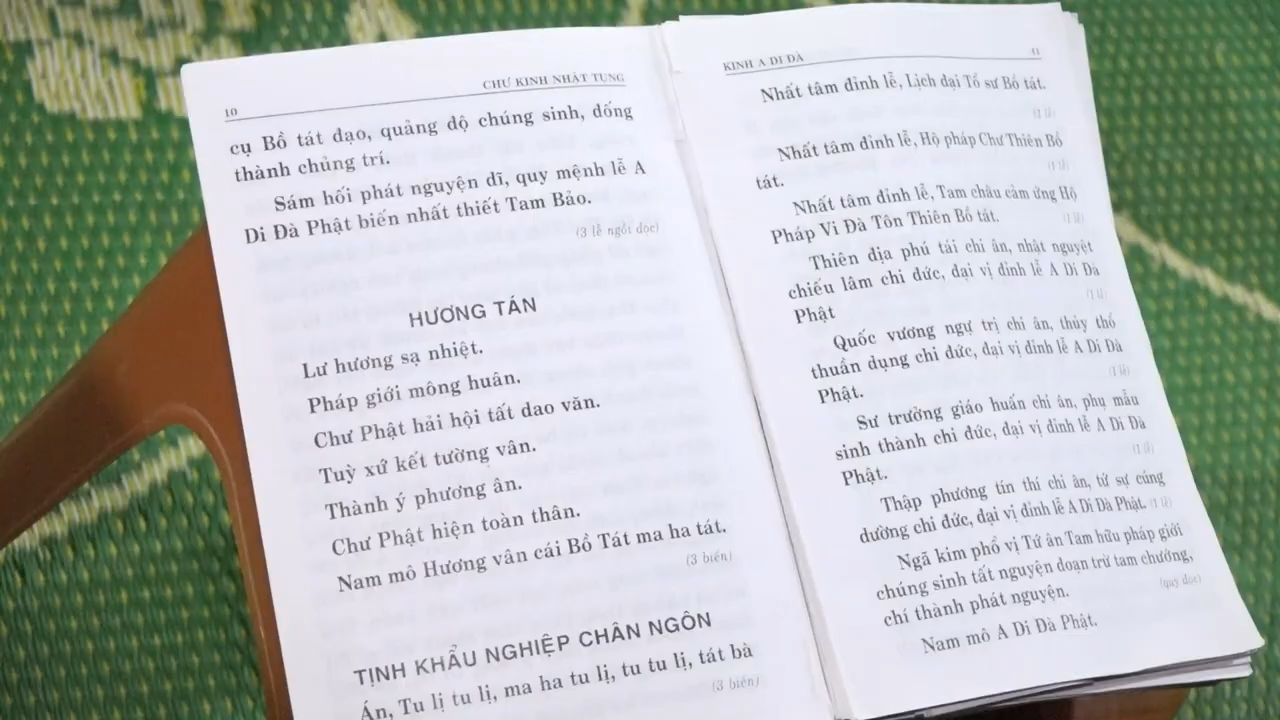 10
CHƯ KINH NHẬT TỤNG
cụ Bồ tát đạo, quảng độ chúng sinh, đồng
thành chủng trí.
Sám hối phát nguyện dĩ, quy mệnh lễ A
Di Đà Phật biến nhất thiết Tam Bảo.
(3 lễ ngồi đọc)
HƯƠNG TÁN
Lư hương sạ nhiệt.
Pháp giới mông huân.
Chư Phật hải hội tất dao văn.
Tuỳ xứ kết tường vân.
Thành ý phương ân.
Chư Phật hiện toàn thân.
Nam mô Hương vân cái Bồ Tát ma ha tát.
(3 biến)
TỊNH KHẨU NGHIỆP CHÂN NGÔN
Án, Tu lị tu lị, ma ha tu lị, tu tu lị, tát bà
(3 biến)
KINH A DI ĐÀ
Nhất tâm đỉnh lễ, Lịch đại Tổ sư Bồ tát.
(1 lễ)
Nhất tâm đỉnh lễ, Hộ pháp Chư Thiên Bồ
tát.
(1 lễ)
Nhất tâm đỉnh lễ, Tam châu cảm ứng Hộ
Pháp Vi Đà Tôn Thiên Bồ tát.
(1 lễ)
Thiên địa phú tái chi ân, nhật nguyệt
chiếu lâm chi đức, đại vị đỉnh lễ A Di Đà
Phật
(1 lễ)
Quốc vương ngự trị chi ân, thủy thổ
thuần dụng chi đức, đại vị đỉnh lễ A Di Đà
Phật.
(1 lễ)
Sư trưởng giáo huấn chi ân, phụ mẫu
sinh thành chi đức, đại vị đỉnh lễ A Di Đà
Phật.
(1 lễ)
Thập phương tín thí chi ân, tứ sự cúng
dường chi đức, đại vị đỉnh lễ A Di Đà Phật. (1 lễ)
Ngã kim phổ vị Tứ ân Tam hữu pháp giới
chúng sinh tất nguyện đoạn trừ tam chướng,
chí thành phát nguyện.
(quỳ đọc)
Nam mô A Di Đà Phật.